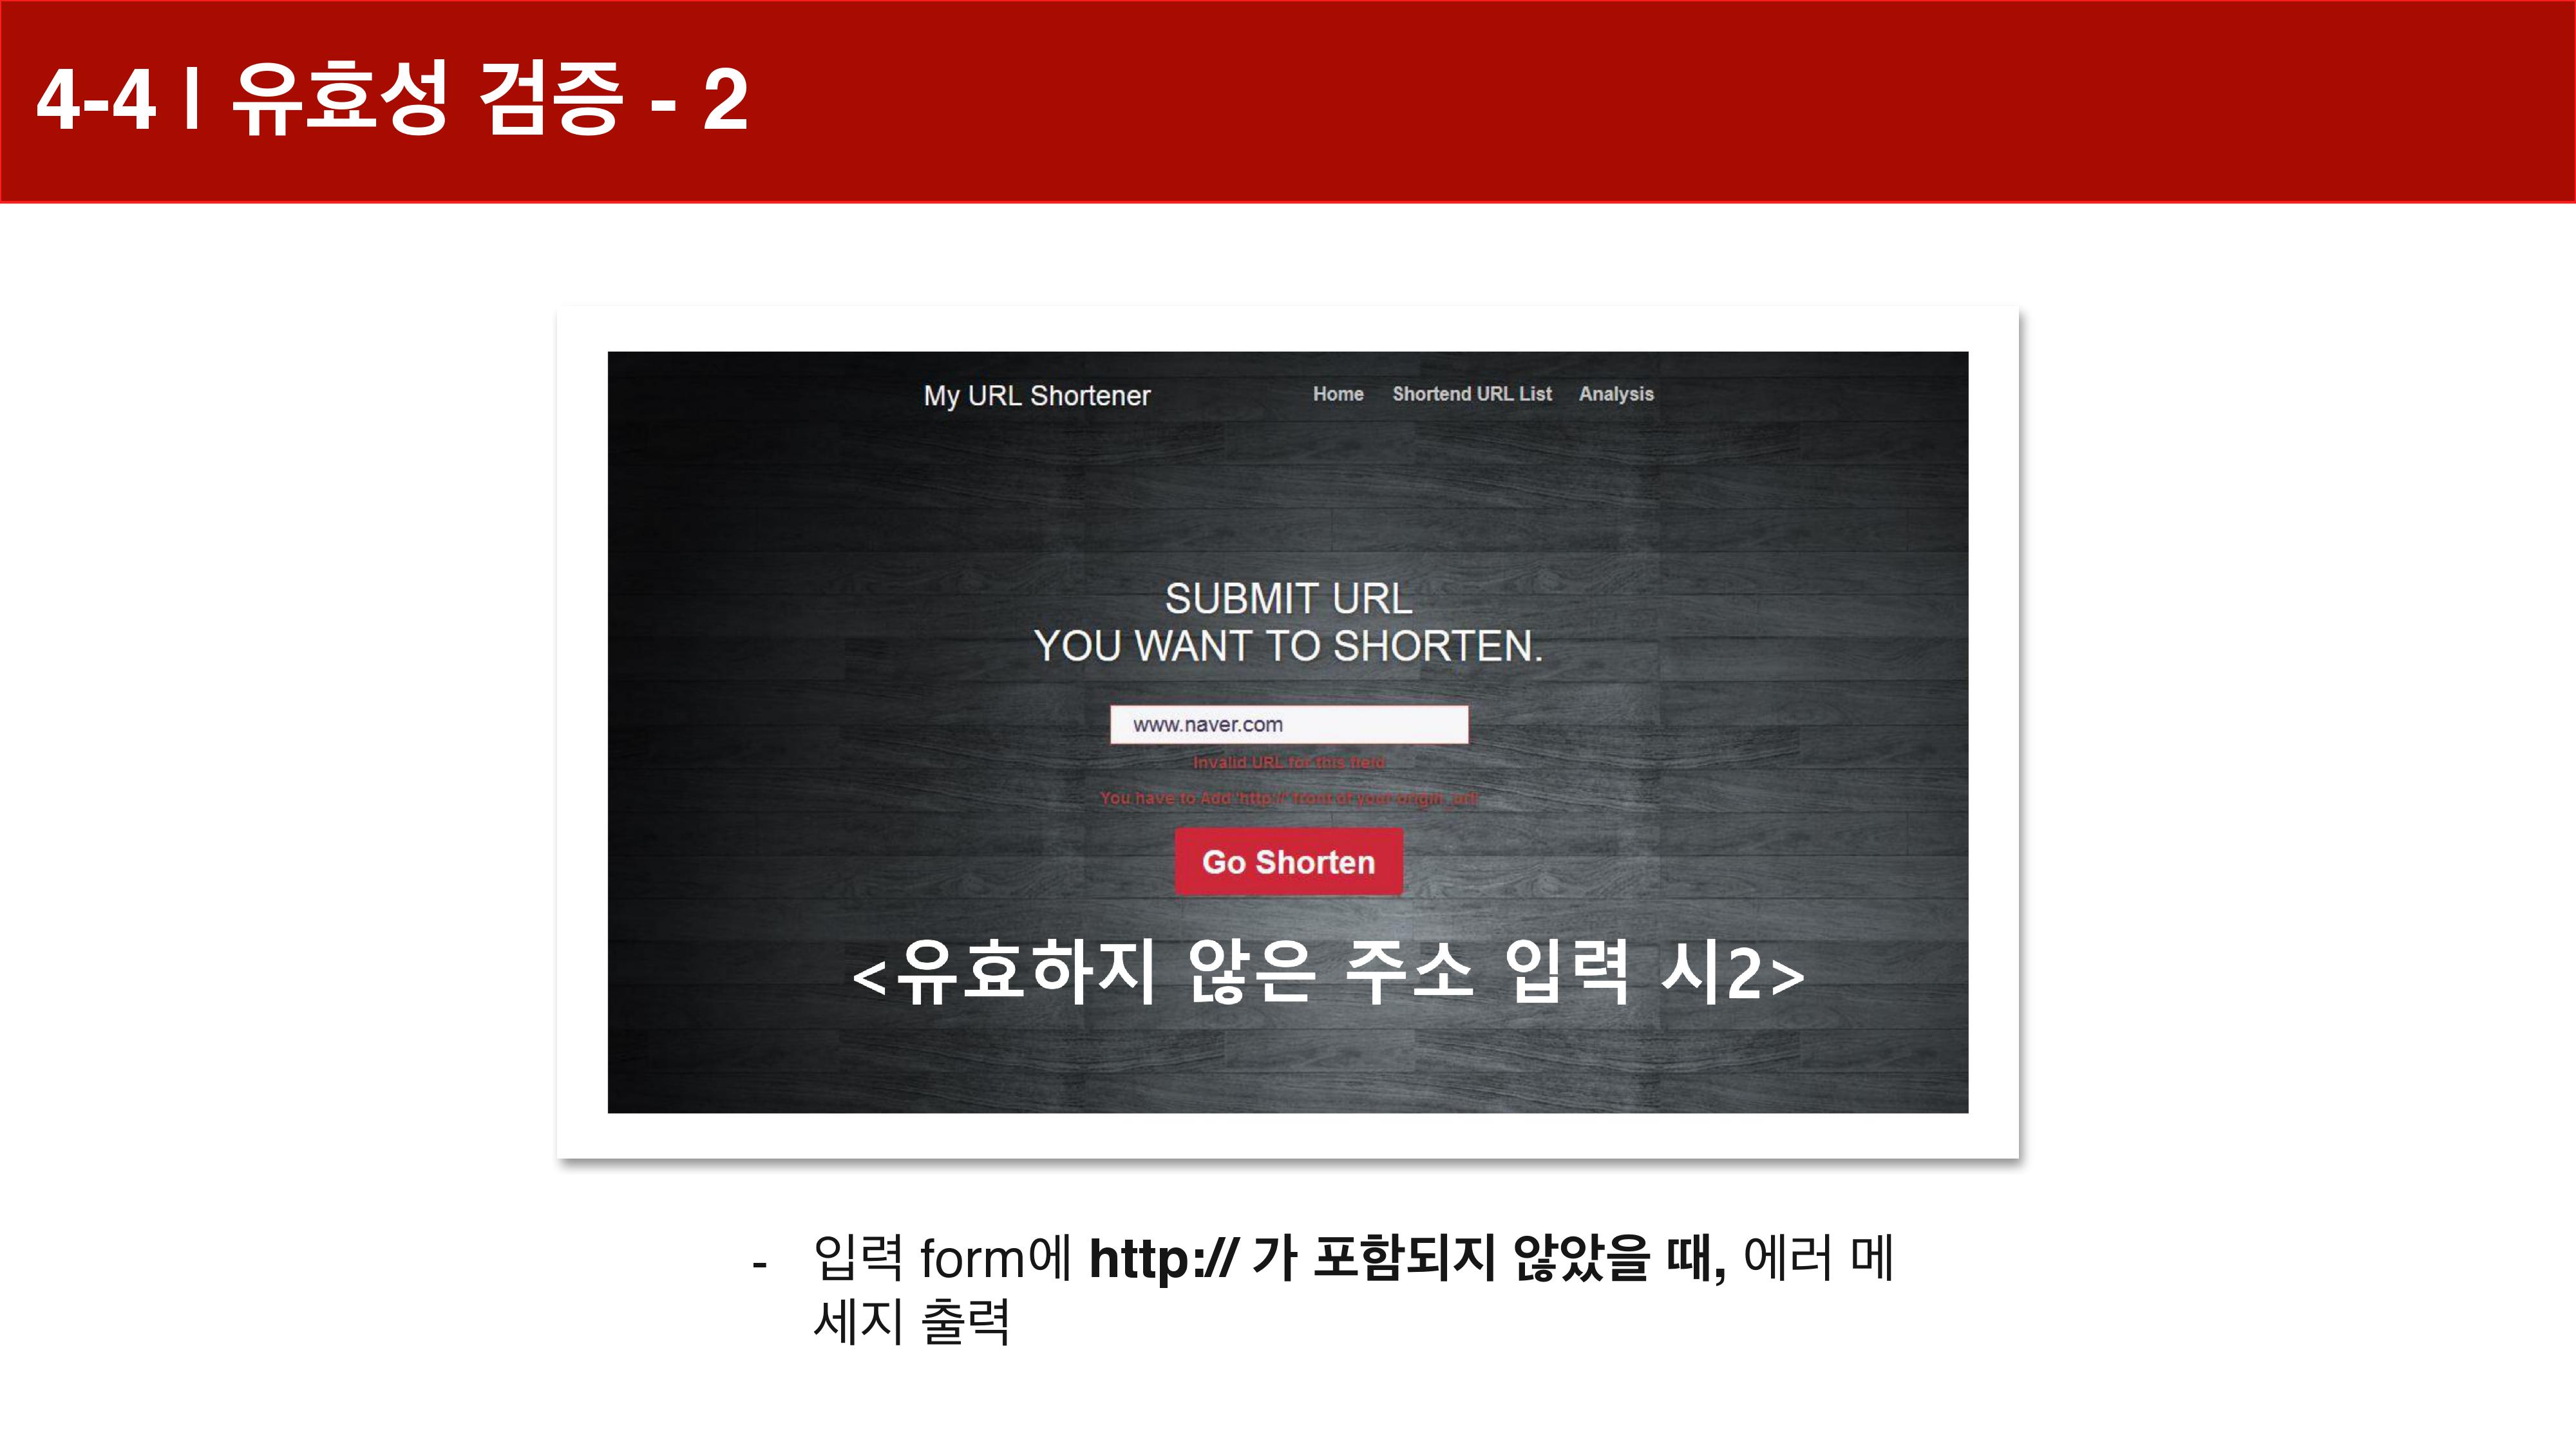 4-4 | 유효성 검증 - 2
My URL Shortener
Home Shortend URL List Analysis
SUBMIT URL
YOU WANT TO SHORTEN.
www.naver.com
Invalid URL for this field
You have to Add 'http://' front of your origin_url!
Go Shorten
<유효하지 않은 주소 입력 시2>
- 입력 form에 http:// 가 포함되지 않았을 때, 에러 메
세지 출력